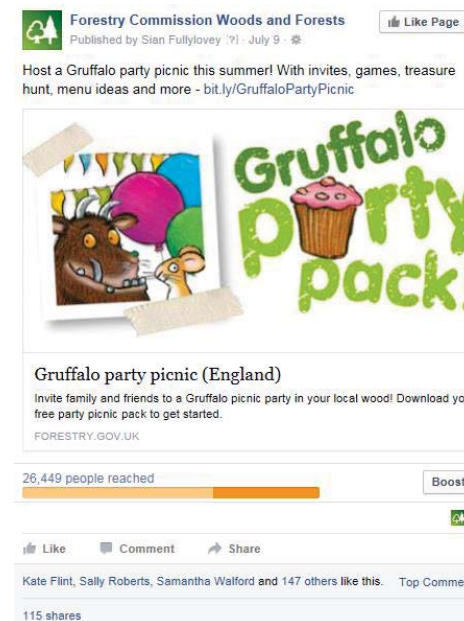 Forestry Commission Woods and Forests
Like Page
Published by Sian Fullylovey [?] · July 9 ·
Host a Gruffalo party picnic this summer! With invites, games, treasure
hunt, menu ideas and more - bit.ly/GruffaloPartyPicnic
Gruffalo
party
pack
Gruffalo party picnic (England)
Invite family and friends to a Gruffalo picnic party in your local wood! Download yo
free party picnic pack to get started.
FORESTRY.GOV.UK
26,449 people reached
Boost
Like Comment Share
Kate Flint, Sally Roberts, Samantha Walford and 147 others like this. Top Comme
115 shares